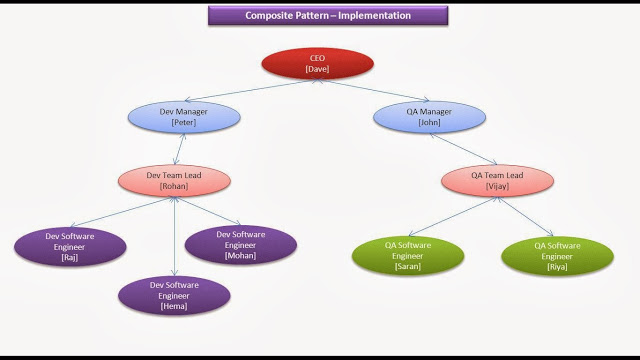 Composite Pattern – Implementation
CEO
[Dave]
Dev Manager
[Peter]
QA Manager
[John]
Dev Team Lead
[Rohan]
QA Team Lead
[Vijay]
Dev Software
Engineer
[Raj]
Dev Software
Engineer
[Mohan]
QA Software
Engineer
[Saran]
QA Software
Engineer
[Riya]
Dev Software
Engineer
[Hema]